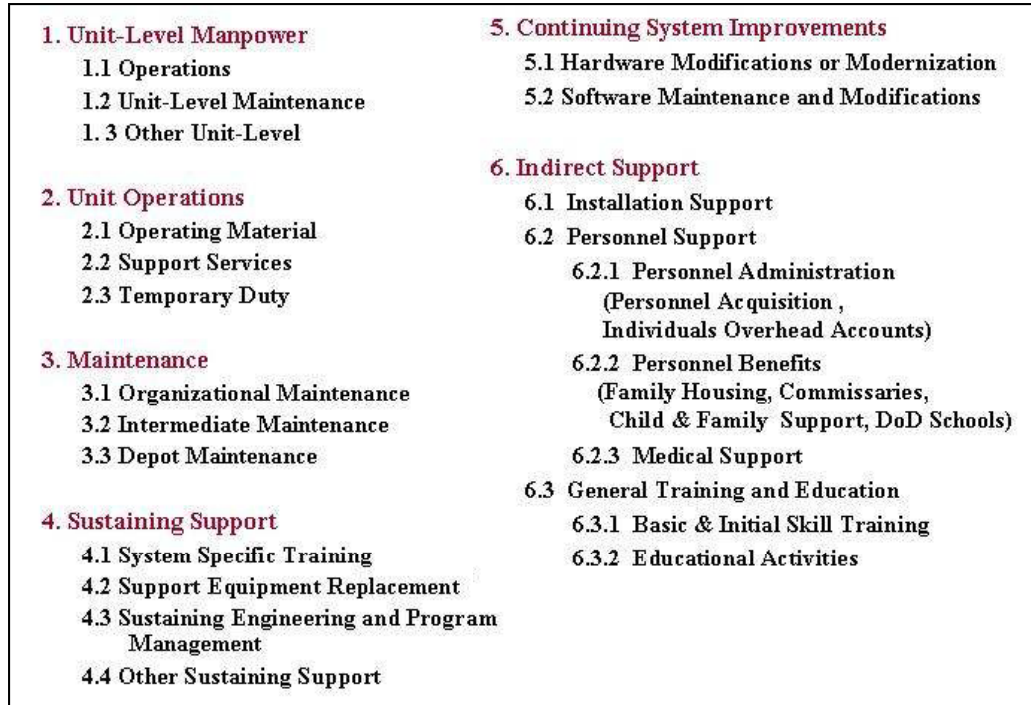 1. Unit-Level Manpower
1.1 Operations
1.2 Unit-Level Maintenance
1. 3 Other Unit-Level
2. Unit Operations
2.1 Operating Material
2.2 Support Services
2.3 Temporary Duty
3. Maintenance
3.1 Organizational Maintenance
3.2 Intermediate Maintenance
3.3 Depot Maintenance
4. Sustaining Support
4.1 System Specific Training
4.2 Support Equipment Replacement
4.3 Sustaining Engineering and Program
Management
4.4 Other Sustaining Support
5. Continuing System Improvements
5.1 Hardware Modifications or Modernization
5.2 Software Maintenance and Modifications
6. Indirect Support
6.1 Installation Support
6.2 Personnel Support
6.2.1 Personnel Administration
(Personnel Acquisition ,
Individuals Overhead Accounts)
6.2.2 Personnel Benefits
(Family Housing, Commissaries,
Child & Family Support, DoD Schools)
6.2.3 Medical Support
6.3 General Training and Education
6.3.1 Basic & Initial Skill Training
6.3.2 Educational Activities